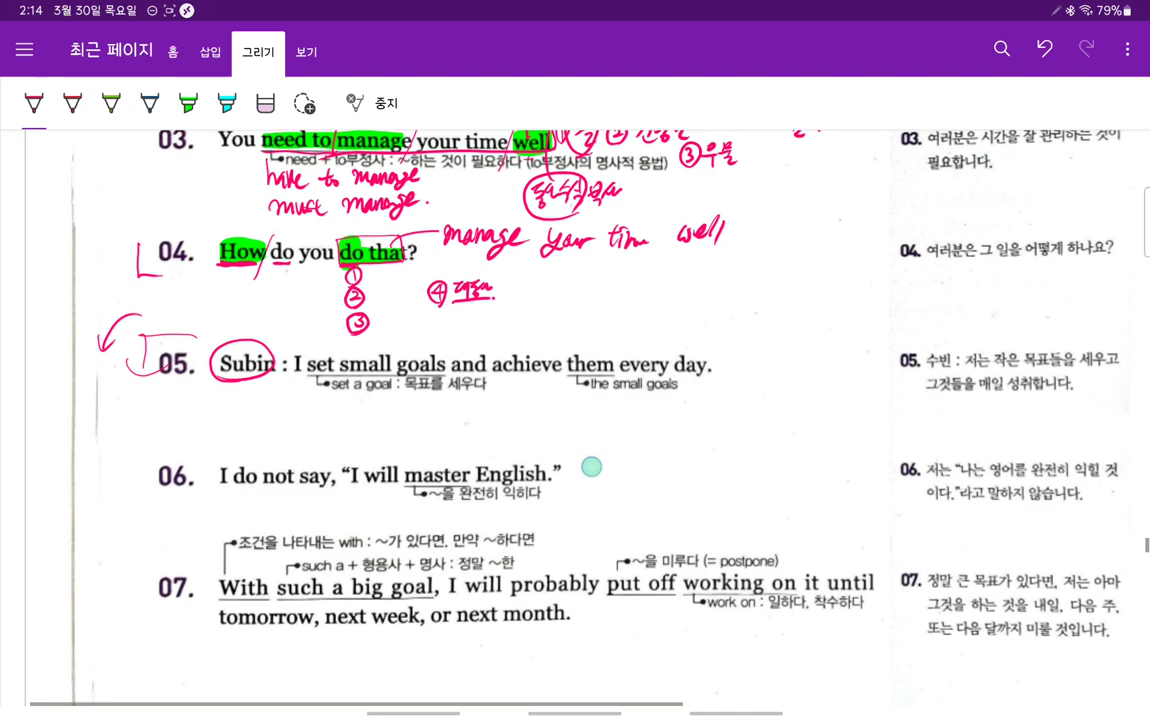 2:14 3월 30일 목요일 79%
최근 페이지 홈 삽입 그리기 보기
중지
03. You need to manage your time well
need + to부정사 : ~하는 것이 필요하다 (to부정사의 명사적 용법)
have to manage
must manage.
③
03. 여러분은 시간을 잘 관리하는 것이
필요합니다.
manage your time well
04. How do you do that?
①
②
③
④
04. 여러분은 그 일을 어떻게 하나요?
05. Subin : I set small goals and achieve them every day.
set a goal : 목표를 세우다
the small goals
05. 수빈 : 저는 작은 목표들을 세우고
그것들을 매일 성취합니다.
06. I do not say, “I will master English.”
~을 완전히 익히다
06. 저는 “나는 영어를 완전히 익힐 것
이다.”라고 말하지 않습니다.
조건을 나타내는 with : ~가 있다면, 만약 ~하다면
such a + 형용사 + 명사 : 정말 ~한
~을 미루다 (= postpone)
07. With such a big goal, I will probably put off working on it until
work on : 일하다, 착수하다
tomorrow, next week, or next month.
07. 정말 큰 목표가 있다면, 저는 아마
그것을 하는 것을 내일, 다음 주,
또는 다음 달까지 미룰 것입니다.